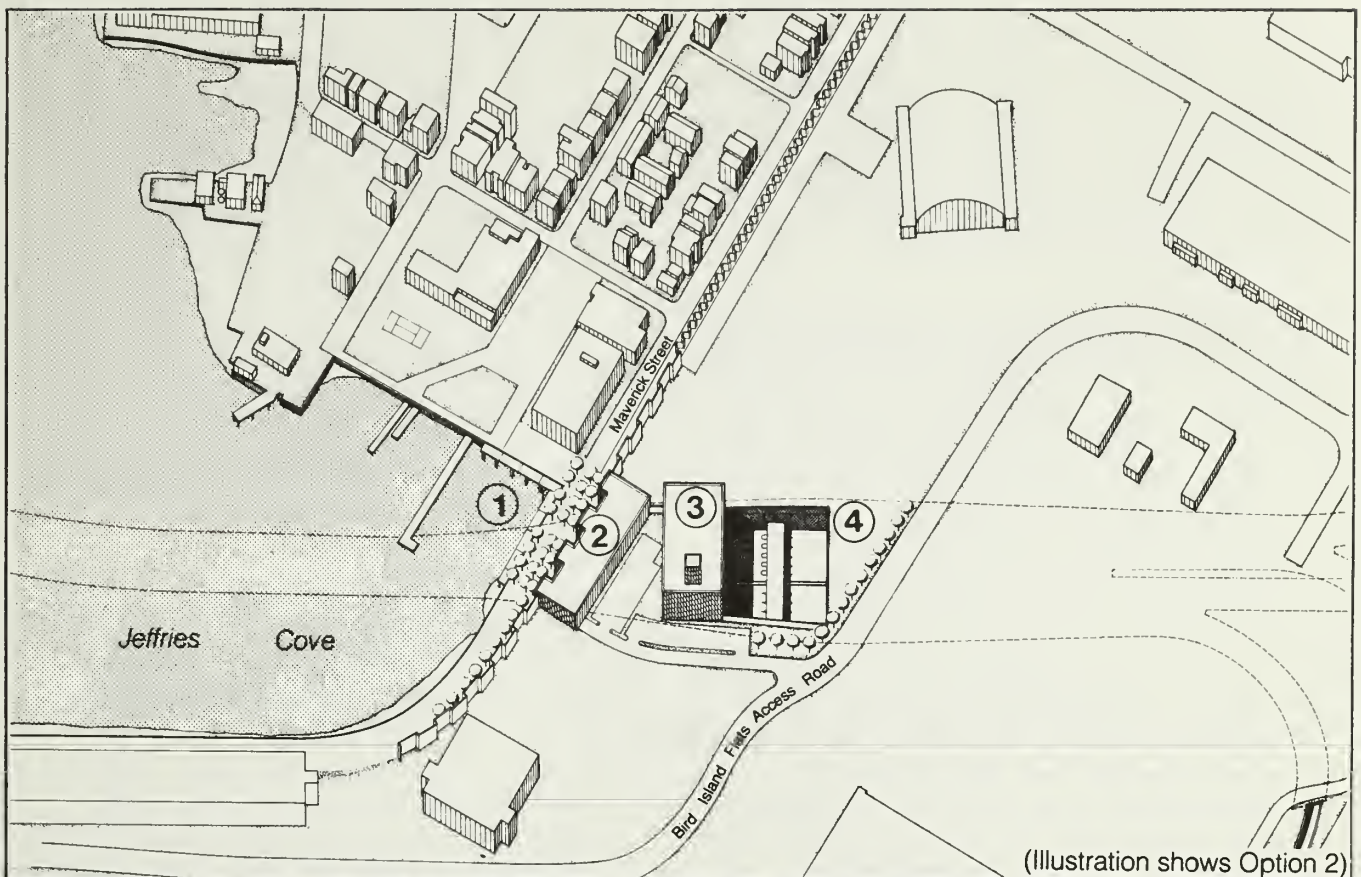 Maverick Street
1
2
3
4
Jeffries Cove
Bird Island Flats Access Road
(Illustration shows Option 2)